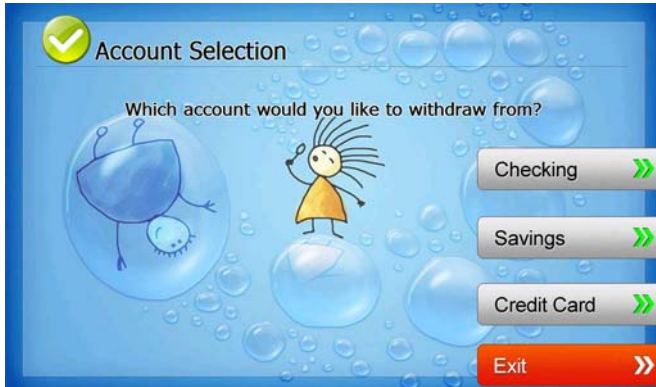 Account Selection
Which account would you like to withdraw from?
Checking
Savings
Credit Card
Exit